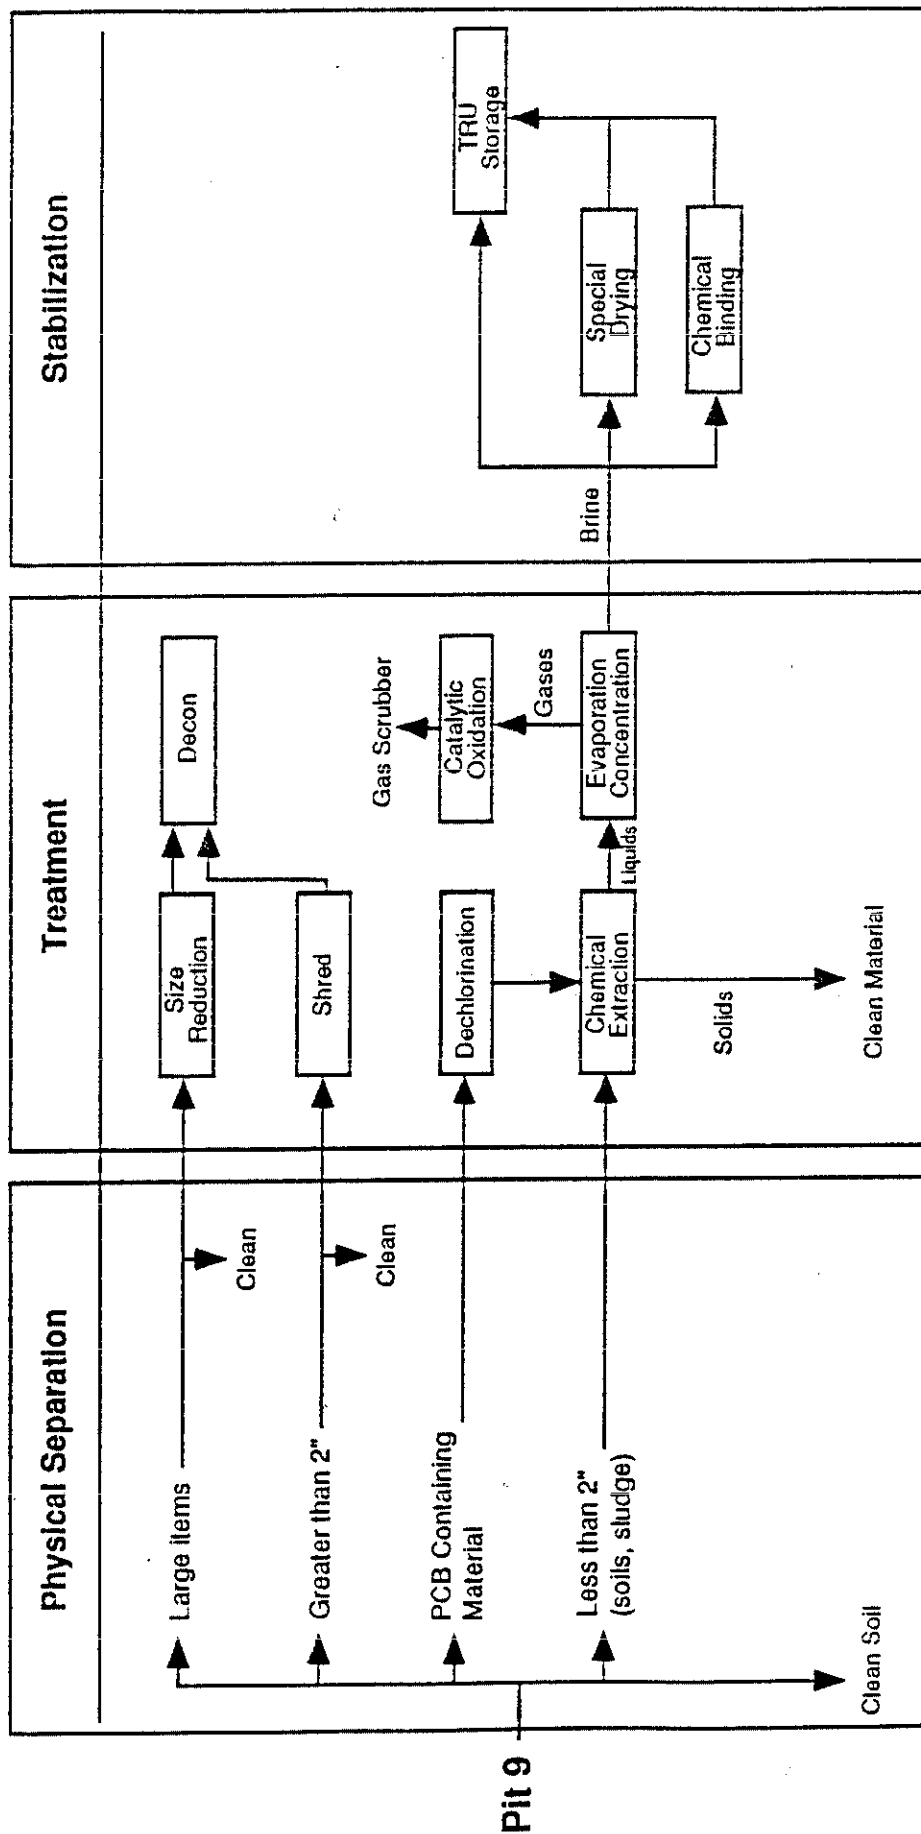 Physical Separation
Treatment
Stabilization
Pit 9
Large items
Clean
Greater than 2"
Clean
PCB Containing
Material
Less than 2"
(soils, sludge)
Clean Soil
Size
Reduction
Decon
Shred
Dechlorination
Gas Scrubber
Catalytic
Oxidation
Gases
Chemical
Extraction
Liquids
Evaporation
Concentration
Solids
Clean Material
Brine
TRU
Storage
Special
Drying
Chemical
Binding